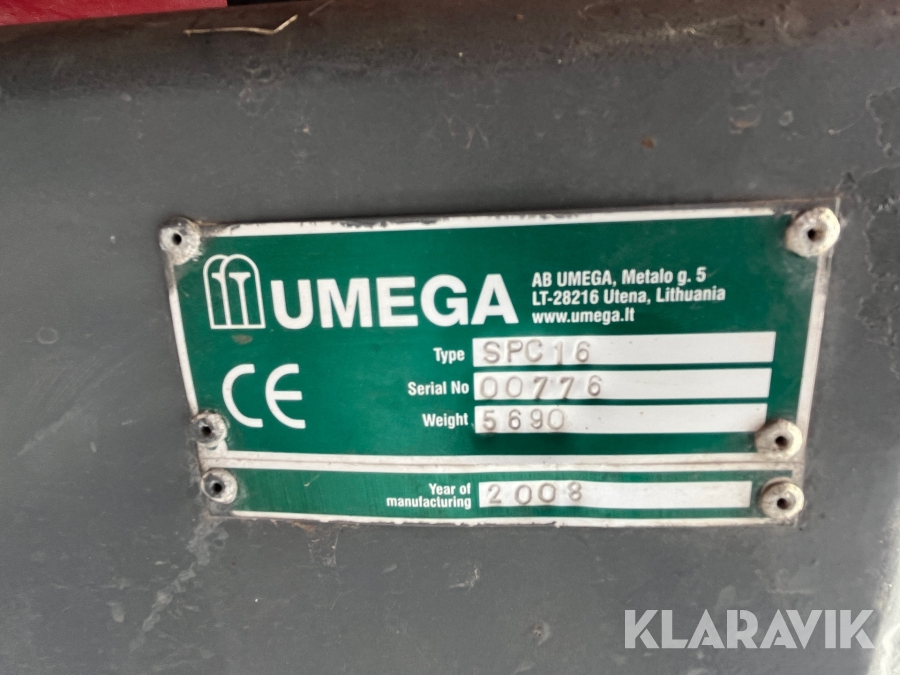 UMEGA
AB UMEGA, Metalo g. 5
LT-28216 Utena, Lithuania
www.umega.lt
Type SPC16
Serial No 00776
Weight 5690
CE
Year of
manufacturing 2008
KLARAVIK